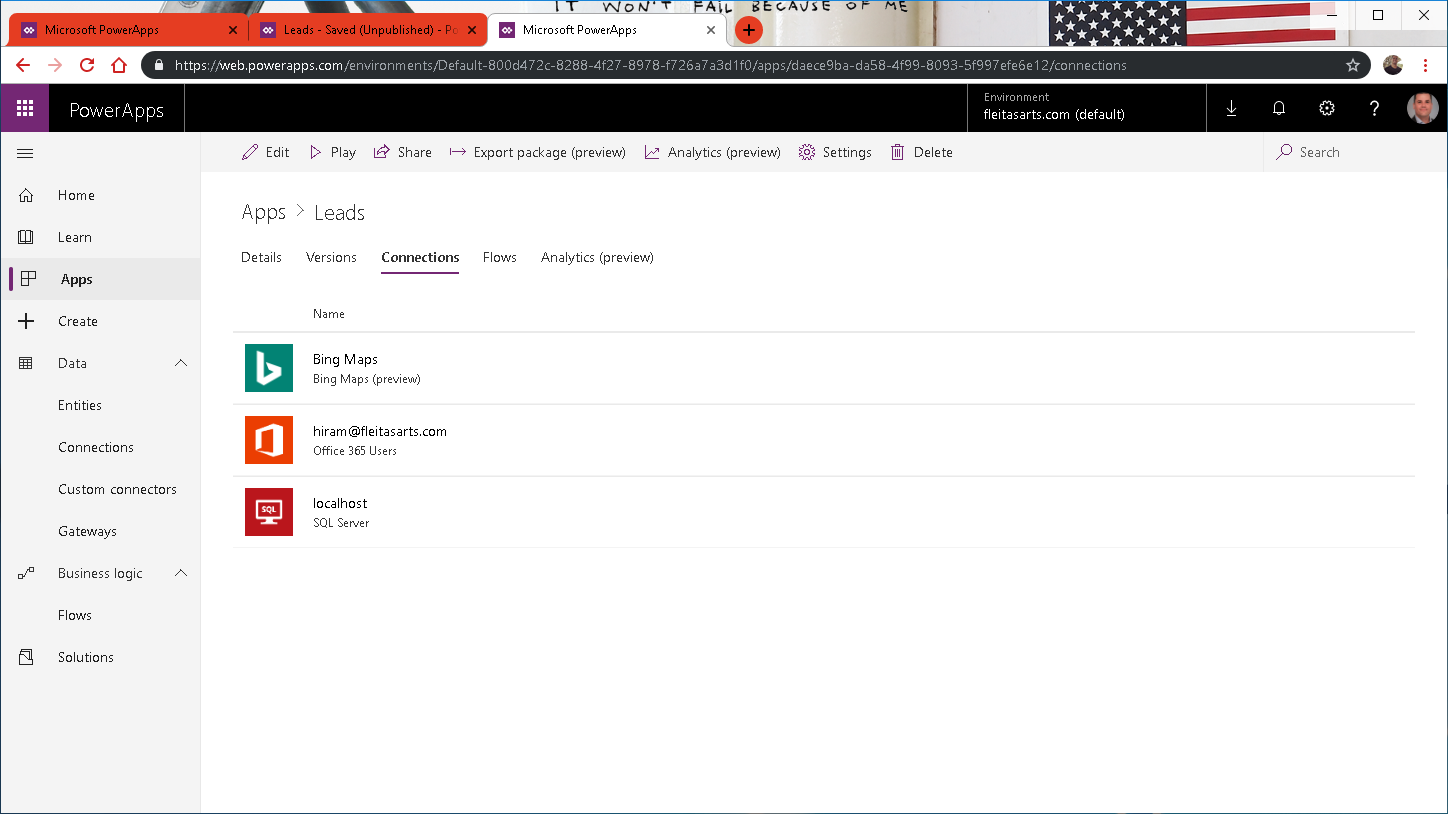 IT WON'T FAIL BECAUSE OF ME
Microsoft PowerApps
Leads - Saved (Unpublished) - Po
Microsoft PowerApps
https://web.powerapps.com/environments/Default-800d472c-8288-4f27-8978-f726a7a3d1f0/apps/daece9ba-da58-4f99-8093-5f997efe6e12/connections
PowerApps
Environment
fleitasarts.com (default)
?
Edit
Play
Share
Export package (preview)
Analytics (preview)
Settings
Delete
Search
Home
Learn
Apps
Create
Data
Entities
Connections
Custom connectors
Gateways
Business logic
Flows
Solutions
Apps > Leads
Details
Versions
Connections
Flows
Analytics (preview)
Name
Bing Maps
Bing Maps (preview)
hiram@fleitasarts.com
Office 365 Users
SQL
localhost
SQL Server